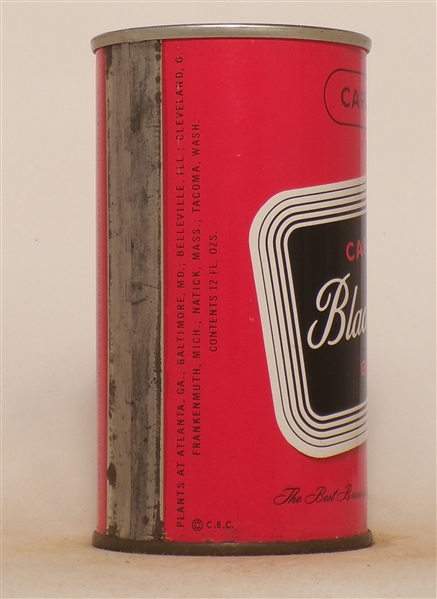 CAR
CA
Blac
The Best Brew
PLANTS AT ATLANTA, GA.; BALTIMORE, MD.; BELLEVILLE, ILL.; CLEVELAND, O.
FRANKENMUTH, MICH.; NATICK, MASS.; TACOMA, WASH.
CONTENTS 12 FL. OZS.
© C.B.C.